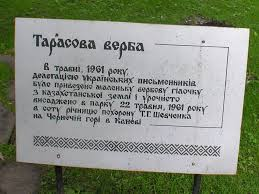 Тарасова верба
В травні, 1961 року,
делегацією українських письменників
було привезено маленьку вербову гілочку
з казахстанської землі і урочисто
висаджено в парку 22 травня, 1961 року
в соту річницю похорону Т.Г. Шевченка
на Чернечій горі в Каневі